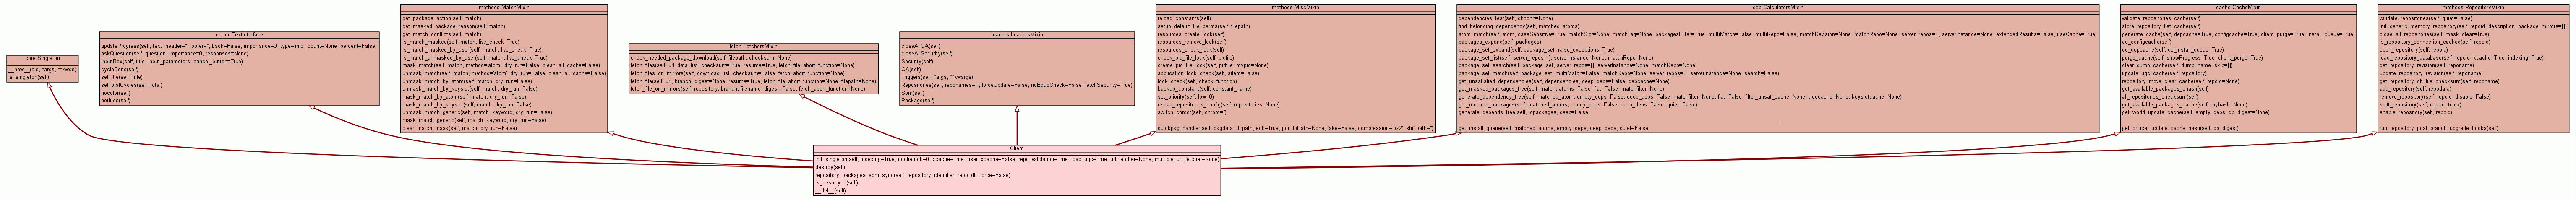 core.Singleton
__new__(cls, *args, **kwds)
is_singleton(self)
output.TextInterface
updateProgress(self, text, header='', footer='', back=False, importance=0, type='info', count=None, percent=False)
askQuestion(self, question, importance=0, responses=None)
inputBox(self, title, input_parameters, cancel_button=True)
cycleDone(self)
setTitle(self, title)
setTotalCycles(self, total)
nocolor(self)
notifies(self)
methods.MatchMixin
get_package_action(self, match)
get_masked_package_reason(self, match)
get_match_conflicts(self, match)
is_match_masked(self, match, live_check=True)
is_match_masked_by_user(self, match, live_check=True)
is_match_unmasked_by_user(self, match, live_check=True)
mask_match(self, match, method='atom', dry_run=False, clean_all_cache=False)
unmask_match(self, match, method='atom', dry_run=False, clean_all_cache=False)
unmask_match_by_atom(self, match, dry_run=False)
unmask_match_by_keyslot(self, match, dry_run=False)
mask_match_by_atom(self, match, dry_run=False)
mask_match_by_keyslot(self, match, dry_run=False)
unmask_match_generic(self, match, keyword, dry_run=False)
mask_match_generic(self, match, keyword, dry_run=False)
clear_match_mask(self, match, dry_run=False)
fetch.FetchersMixin
check_needed_package_download(self, filepath, checksum=None)
fetch_files(self, url_data_list, checksum=True, resume=True, fetch_file_abort_function=None)
fetch_files_on_mirrors(self, download_list, checksum=False, fetch_abort_function=None)
fetch_file(self, url, branch, digest=None, resume=True, fetch_file_abort_function=None, filepath=None)
fetch_file_on_mirrors(self, repository, branch, filename, digest=False, fetch_abort_function=None)
loaders.LoadersMixin
closeAllQA(self)
closeAllSecurity(self)
Security(self)
QA(self)
Triggers(self, *args, **kwargs)
Repositories(self, reponames=[], forceUpdate=False, noEquoCheck=False, fetchSecurity=True)
Spm(self)
Package(self)
methods.MiscMixin
reload_constants(self)
setup_default_file_perms(self, filepath)
resources_create_lock(self)
resources_remove_lock(self)
resources_check_lock(self)
check_pid_file_lock(self, pidfile)
create_pid_file_lock(self, pidfile, mypid=None)
application_lock_check(self, silent=False)
lock_check(self, check_function)
backup_constant(self, constant_name)
set_priority(self, low=0)
reload_repositories_config(self, repositories=None)
switch_chroot(self, chroot='')
...
quickpkg_handler(self, pkgdata, dirpath, edb=True, portdbPath=None, fake=False, compression='bz2', shiftpath='')
dep.CalculatorsMixin
dependencies_test(self, dbconn=None)
find_belonging_dependency(self, matched_atoms)
atom_match(self, atom, caseSensitive=True, matchSlot=None, matchTag=None, packagesFilter=True, multiMatch=False, multiRepo=False, matchRevision=None, matchRepo=None, server_repos=[], serverInstance=None, extendedResults=False, useCache=True)
packages_expand(self, packages)
package_set_expand(self, package_set, raise_exceptions=True)
package_set_list(self, server_repos=[], serverInstance=None, matchRepo=None)
package_set_search(self, package_set, server_repos=[], serverInstance=None, matchRepo=None)
package_set_match(self, package_set, multiMatch=False, matchRepo=None, server_repos=[], serverInstance=None, search=False)
get_unsatisfied_dependencies(self, dependencies, deep_deps=False, depcache=None)
get_masked_packages_tree(self, match, atoms=False, flat=False, matchfilter=None)
generate_dependency_tree(self, matched_atom, empty_deps=False, deep_deps=False, matchfilter=None, flat=False, filter_unsat_cache=None, treecache=None, keyslotcache=None)
get_required_packages(self, matched_atoms, empty_deps=False, deep_deps=False, quiet=False)
generate_depends_tree(self, idpackages, deep=False)
...
get_install_queue(self, matched_atoms, empty_deps, deep_deps, quiet=False)
cache.CacheMixin
validate_repositories_cache(self)
store_repository_list_cache(self)
generate_cache(self, depcache=True, configcache=True, client_purge=True, install_queue=True)
do_configcache(self)
do_depcache(self, do_install_queue=True)
purge_cache(self, showProgress=True, client_purge=True)
clear_dump_cache(self, dump_name, skip=[])
update_ugc_cache(self, repository)
get_available_packages_chash(self)
all_repositories_checksum(self)
get_available_packages_cache(self, myhash=None)
get_world_update_cache(self, empty_deps, db_digest=None)
...
get_critical_update_cache_hash(self, db_digest)
methods.RepositoryMixin
validate_repositories(self, quiet=False)
init_generic_memory_repository(self, repoid, description, package_mirrors=[])
close_all_repositories(self, mask_clear=True)
is_repository_connection_cached(self, repoid)
open_repository(self, repoid)
load_repository_database(self, repoid, xcache=True, indexing=True)
get_repository_revision(self, reponame)
update_repository_revision(self, reponame)
get_repository_db_file_checksum(self, reponame)
add_repository(self, repodata)
remove_repository(self, repoid, disable=False)
shift_repository(self, repoid, toidx)
enable_repository(self, repoid)
...
run_repository_post_branch_upgrade_hooks(self)
Client
init_singleton(self, indexing=True, noclientdb=0, xcache=True, user_xcache=False, repo_validation=True, load_ugc=True, url_fetcher=None, multiple_url_fetcher=None)
destroy(self)
repository_packages_spm_sync(self, repository_identifier, repo_db, force=False)
is_destroyed(self)
__del__(self)